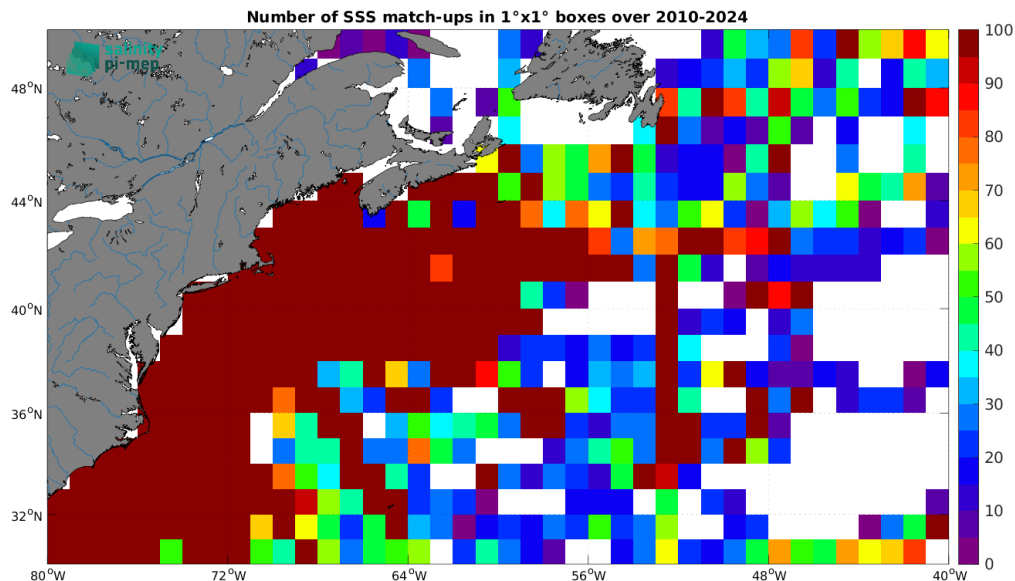 Number of SSS match-ups in 1°x1° boxes over 2010-2024
salinity
pi-mep
48°N
44°N
40°N
36°N
32°N
80°W 72°W 64°W 56°W 48°W 40°W
100
90
80
70
60
50
40
30
20
10
0